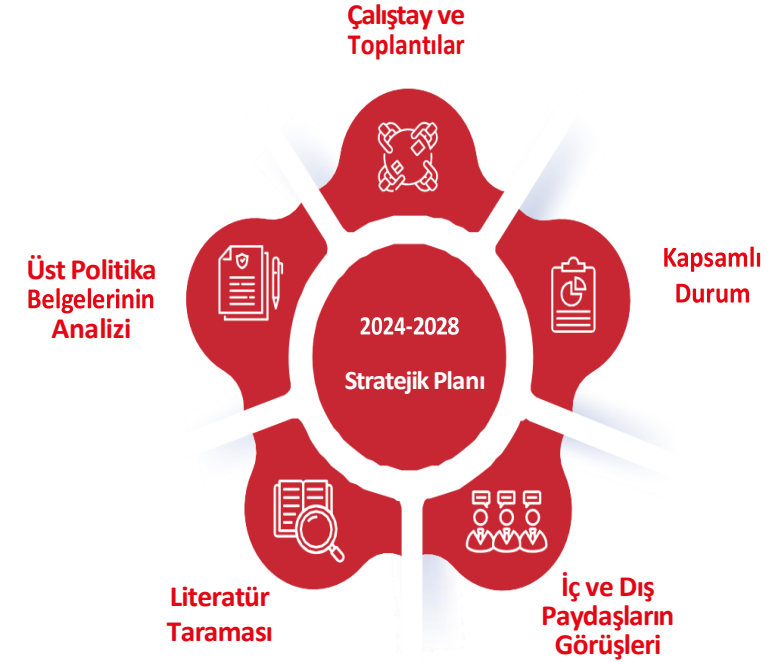 Çalıştay ve
Toplantılar
Üst Politika
Belgelerinin
Analizi
Kapsamlı
Durum
2024-2028
Stratejik Planı
Literatür
Taraması
İç ve Dış
Paydaşların
Görüşleri